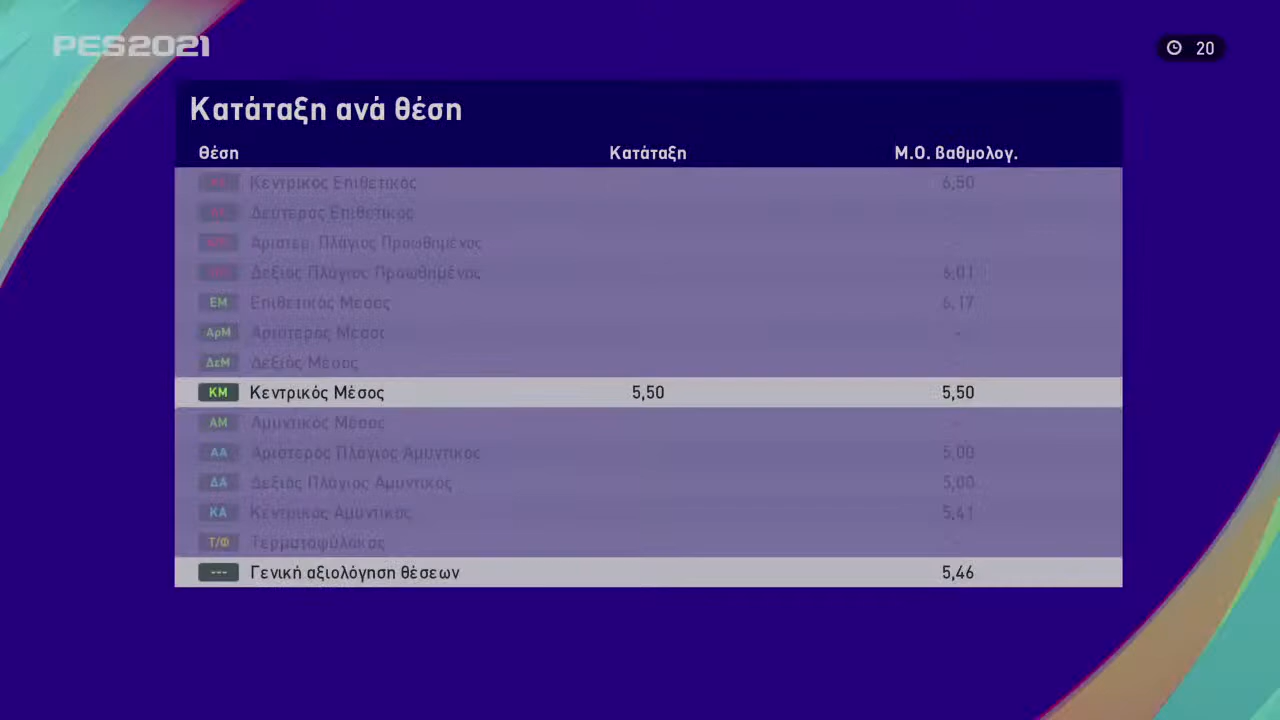 PES2021
20
Κατάταξη ανά θέση
Θέση Κατάταξη Μ.Ο. βαθμολογ.
Κεντρικός Επιθετικός 6,50
Δεύτερος Επιθετικός
Αριστερ. Πλάγιος Προωθημένος -
Δεξιός Πλάγιος Προωθημένος 6,01
ΕΜ Επιθετικός Μέσος 6,17
ΑρΜ Αριστερός Μέσος -
ΔεΜ Δεξιός Μέσος
ΚΜ Κεντρικός Μέσος 5,50 5,50
ΑΜ Αμυντικός Μέσος -
ΑΑ Αριστερός Πλάγιος Αμυντικός 5,00
ΔΑ Δεξιός Πλάγιος Αμυντικός 5,00
ΚΑ Κεντρικός Αμυντικός 5,41
Τ/Φ Τερματοφύλακας -
--- Γενική αξιολόγηση θέσεων 5,46